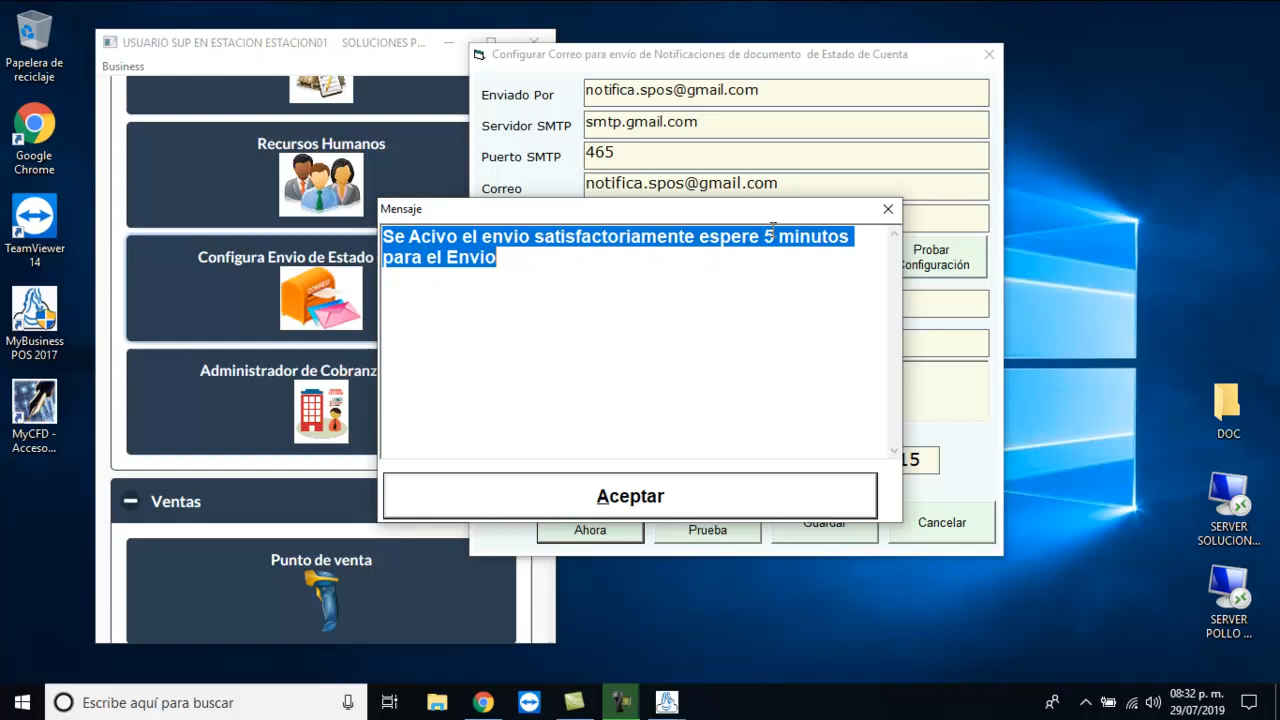 Papelera de
reciclaje
Google
Chrome
TeamViewer
14
MyBusiness
POS 2017
MyCFD -
Acceso...
USUARIO SUP EN ESTACION ESTACION01 SOLUCIONES P...
Business
Recursos Humanos
Configura Envio de Estado
Administrador de Cobranz
Ventas
Punto de venta
Configurar Correo para envío de Notificaciones de documento de Estado de Cuenta
Enviado Por
notifica.spos@gmail.com
Servidor SMTP
smtp.gmail.com
Puerto SMTP
465
Correo
notifica.spos@gmail.com
Probar
Configuración
15
Ahora
Prueba
Guardar
Cancelar
Mensaje
Se Acivo el envio satisfactoriamente espere 5 minutos
para el Envio
Aceptar
DOC
SERVER
SOLUCION...
SERVER
POLLO ...
Escribe aquí para buscar
08:32 p. m.
29/07/2019